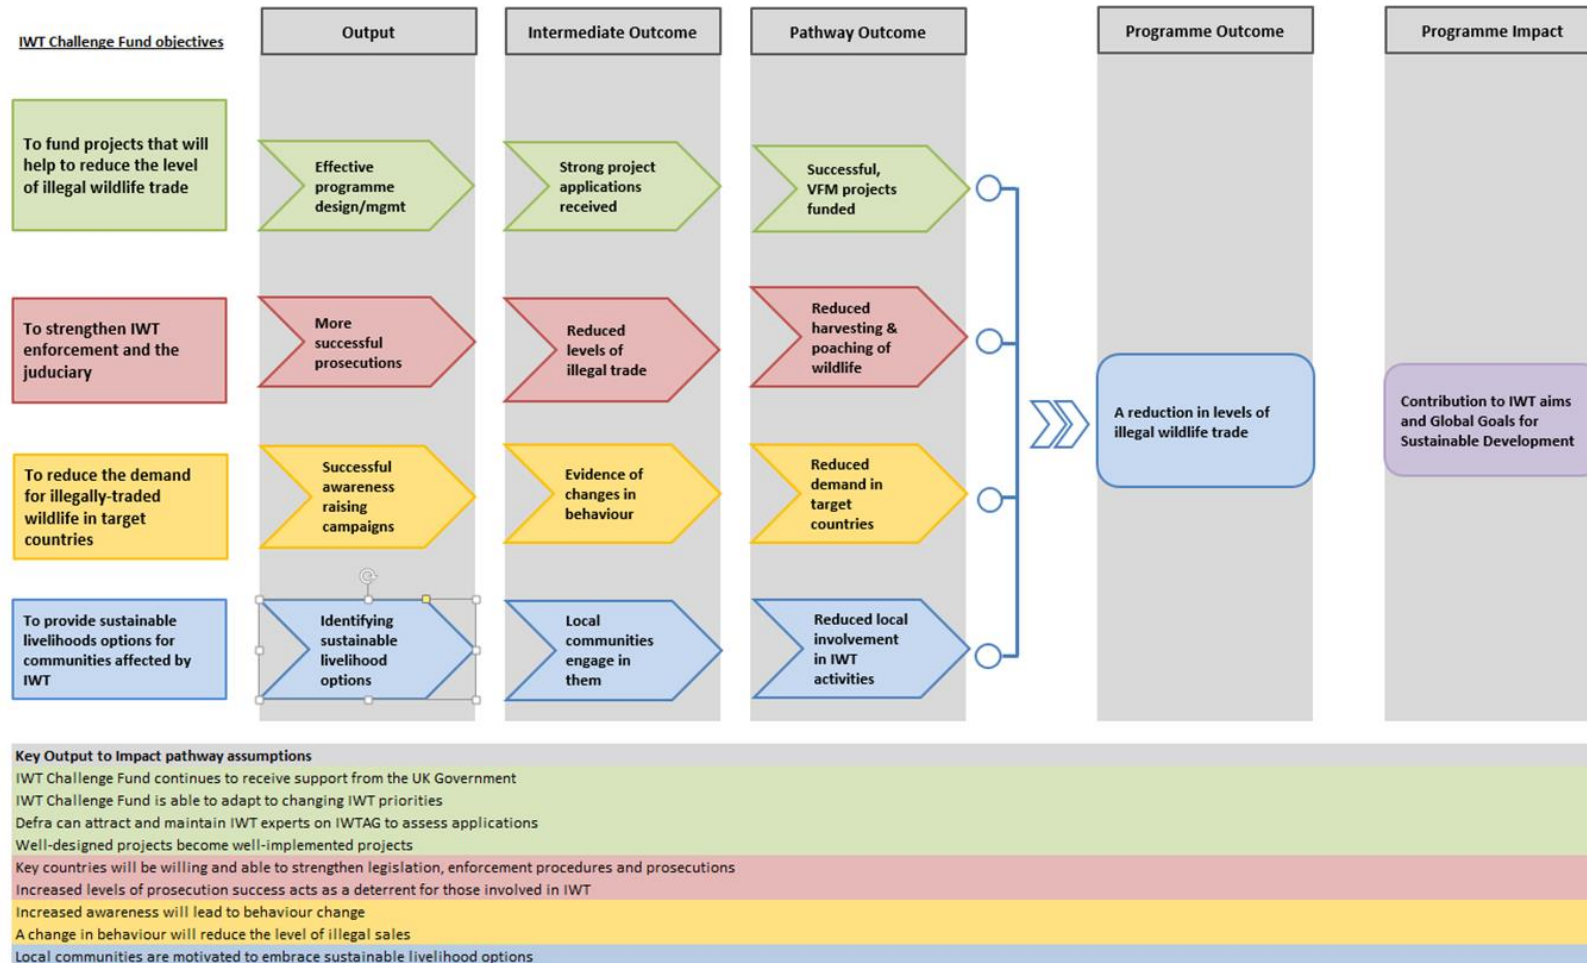 IWT Challenge Fund objectives
Output
Intermediate Outcome
Pathway Outcome
Programme Outcome
Programme Impact
To fund projects that will
help to reduce the level
of illegal wildlife trade
Effective
programme
design/mgmt
Strong project
applications
received
Successful,
VFM projects
funded
To strengthen IWT
enforcement and the
juduciary
More
successful
prosecutions
Reduced
levels of
illegal trade
Reduced
harvesting &
poaching of
wildlife
To reduce the demand
for illegally-traded
wildlife in target
countries
Successful
awareness
raising
campaigns
Evidence of
changes in
behaviour
Reduced
demand in
target
countries
To provide sustainable
livelihoods options for
communities affected by
IWT
Identifying
sustainable
livelihood
options
Local
communities
engage in
them
Reduced local
involvement
in IWT
activities
A reduction in levels of
illegal wildlife trade
Contribution to IWT aims
and Global Goals for
Sustainable Development
Key Output to Impact pathway assumptions
IWT Challenge Fund continues to receive support from the UK Government
IWT Challenge Fund is able to adapt to changing IWT priorities
Defra can attract and maintain IWT experts on IWTAG to assess applications
Well-designed projects become well-implemented projects
Key countries will be willing and able to strengthen legislation, enforcement procedures and prosecutions
Increased levels of prosecution success acts as a deterrent for those involved in IWT
Increased awareness will lead to behaviour change
A change in behaviour will reduce the level of illegal sales
Local communities are motivated to embrace sustainable livelihood options